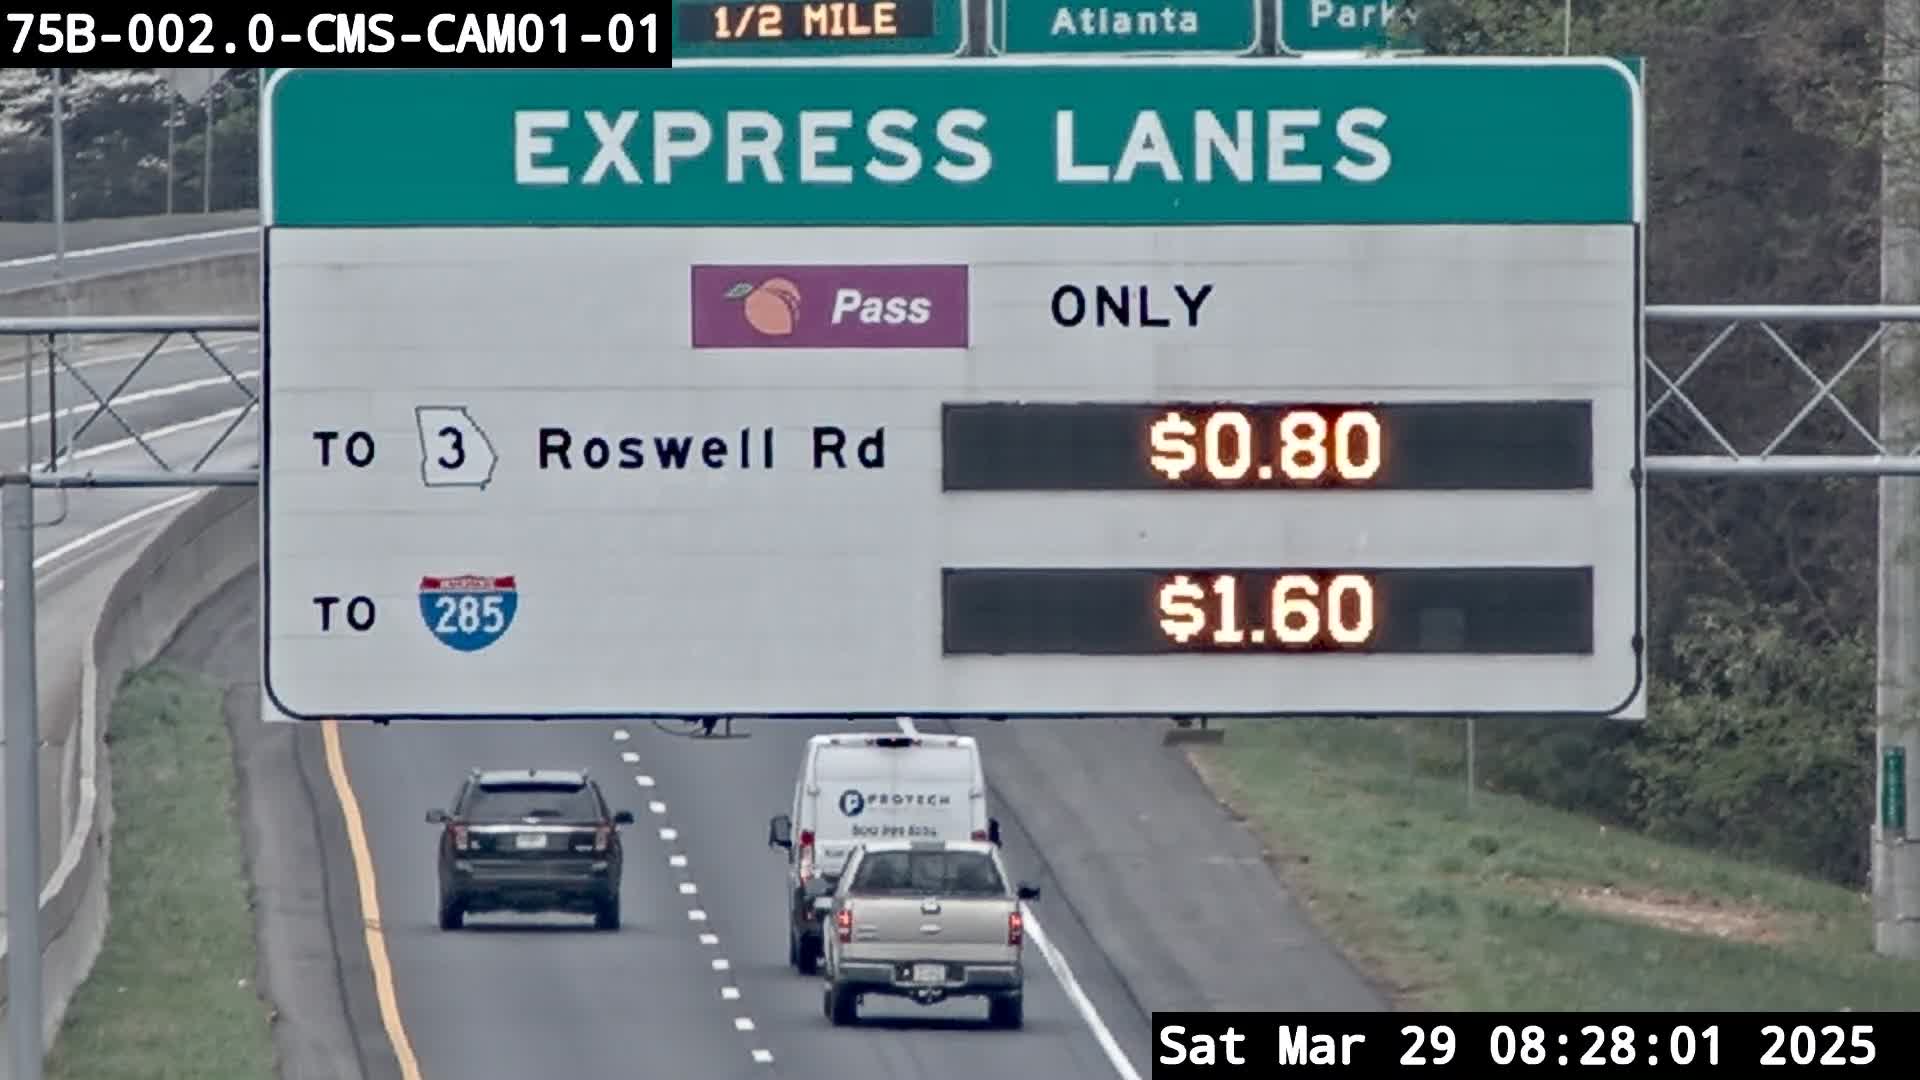 75B-002.0-CMS-CAM01-01
1/2 MILE
Atlanta
EXPRESS LANES
Pass ONLY
TO 3 Roswell Rd $0.80
TO 285 $1.60
PROTECH
Sat Mar 29 08:28:01 2025